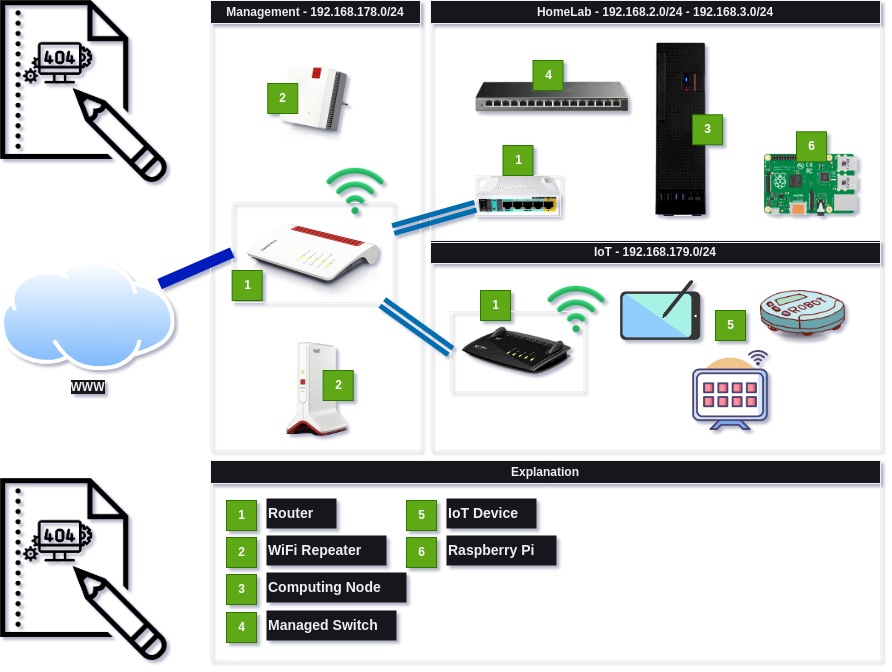 Management - 192.168.178.0/24
HomeLab - 192.168.2.0/24 - 192.168.3.0/24
404
2
4
3
1
6
1
IoT - 192.168.179.0/24
1
5
ROBOT
2
WWW
Explanation
404
1 Router
5 IoT Device
2 WiFi Repeater
6 Raspberry Pi
3 Computing Node
4 Managed Switch